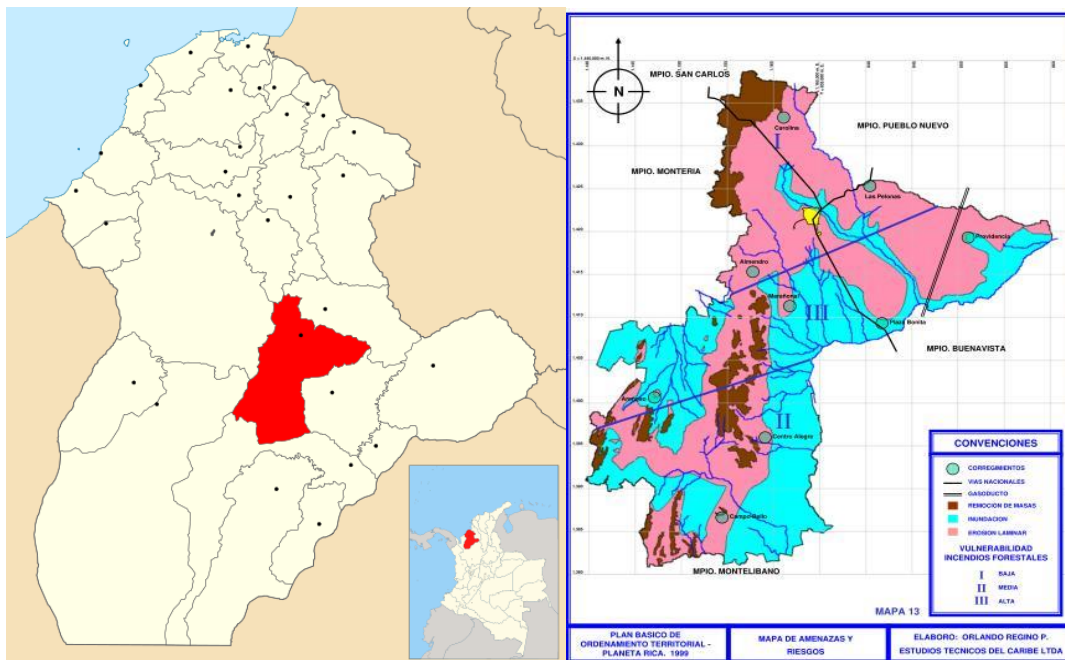 N
MPIO. SAN CARLOS
MPIO. PUEBLO NUEVO
MPIO. MONTERIA
Carolina
I
Las Pelonas
Providencia
Almendro
Marañonal
III
Plaza Bonita
MPIO. BUENAVISTA
Arenoso
II
Centro Alegre
Campo Bello
MPIO. MONTELIBANO
CONVENCIONES
CORREGIMIENTOS
VIAS NACIONALES
GASODUCTO
REMOCION DE MASAS
INUNDACION
EROSION LAMINAR
VULNERABILIDAD
INCENDIOS FORESTALES
I BAJA
II MEDIA
III ALTA
MAPA 13
PLAN BASICO DE
ORDENAMIENTO TERRITORIAL -
PLANETA RICA. 1999
MAPA DE AMENAZAS Y
RIESGOS
ELABORO: ORLANDO REGINO P.
ESTUDIOS TECNICOS DEL CARIBE LTDA